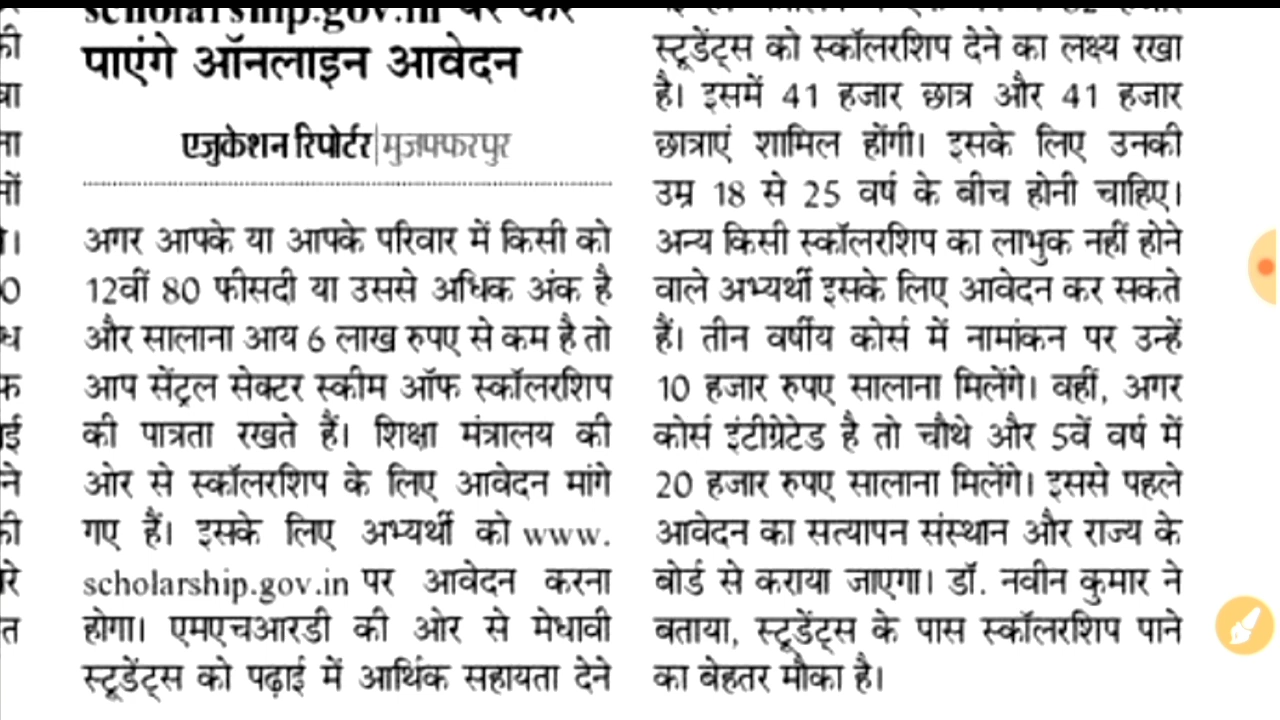 scholarship.gov.in पर कर
पाएंगे ऑनलाइन आवेदन
एजुकेशन रिपोर्टर|मुजफ्फरपुर
अगर आपके या आपके परिवार में किसी को
12वीं 80 फीसदी या उससे अधिक अंक है
और सालाना आय 6 लाख रुपए से कम है तो
आप सेंट्रल सेक्टर स्कीम ऑफ स्कॉलरशिप
की पात्रता रखते हैं। शिक्षा मंत्रालय की
ओर से स्कॉलरशिप के लिए आवेदन मांगे
गए हैं। इसके लिए अभ्यर्थी को www.
scholarship.gov.in पर आवेदन करना
होगा। एमएचआरडी की ओर से मेधावी
स्टूडेंट्स को पढ़ाई में आर्थिक सहायता देने
स्टूडेंट्स को स्कॉलरशिप देने का लक्ष्य रखा
है। इसमें 41 हजार छात्र और 41 हजार
छात्राएं शामिल होंगी। इसके लिए उनकी
उम्र 18 से 25 वर्ष के बीच होनी चाहिए।
अन्य किसी स्कॉलरशिप का लाभुक नहीं होने
वाले अभ्यर्थी इसके लिए आवेदन कर सकते
हैं। तीन वर्षीय कोर्स में नामांकन पर उन्हें
10 हजार रुपए सालाना मिलेंगे। वहीं, अगर
कोर्स इंटीग्रेटेड है तो चौथे और 5वें वर्ष में
20 हजार रुपए सालाना मिलेंगे। इससे पहले
आवेदन का सत्यापन संस्थान और राज्य के
बोर्ड से कराया जाएगा। डॉ. नवीन कुमार ने
बताया, स्टूडेंट्स के पास स्कॉलरशिप पाने
का बेहतर मौका है।